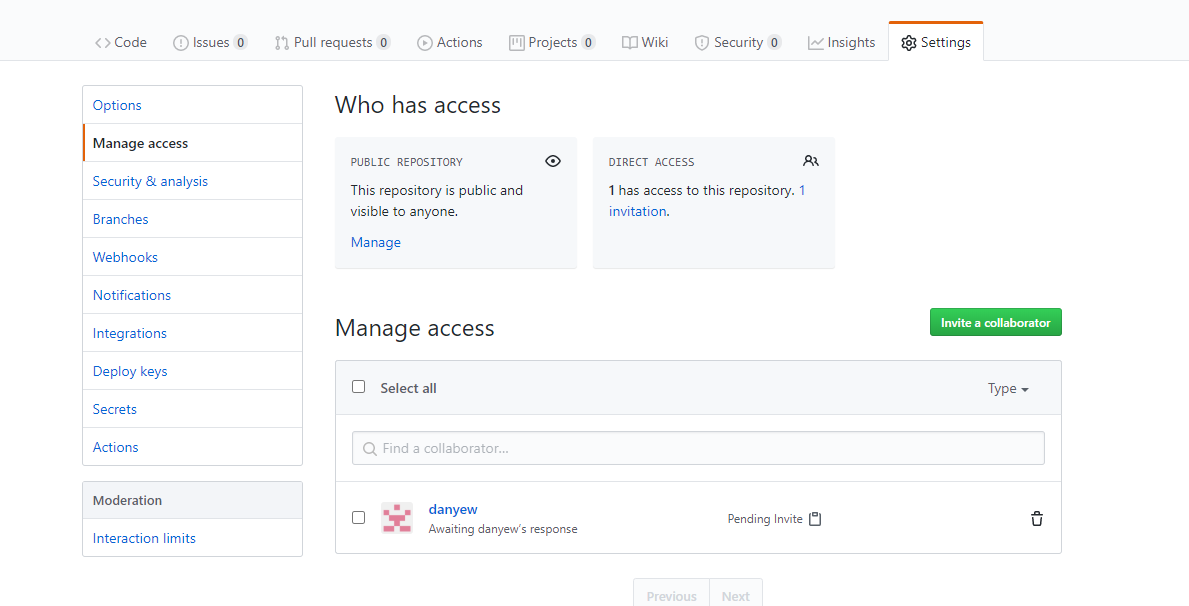 Code Issues 0 Pull requests 0 Actions Projects 0 Wiki Security 0 Insights Settings
Options
Manage access
Security & analysis
Branches
Webhooks
Notifications
Integrations
Deploy keys
Secrets
Actions
Moderation
Interaction limits
Who has access
PUBLIC REPOSITORY
This repository is public and
visible to anyone.
Manage
DIRECT ACCESS
1 has access to this repository. 1
invitation.
Manage access
Invite a collaborator
Select all
Type
Find a collaborator...
danyew
Awaiting danyew's response
Pending Invite
Previous Next